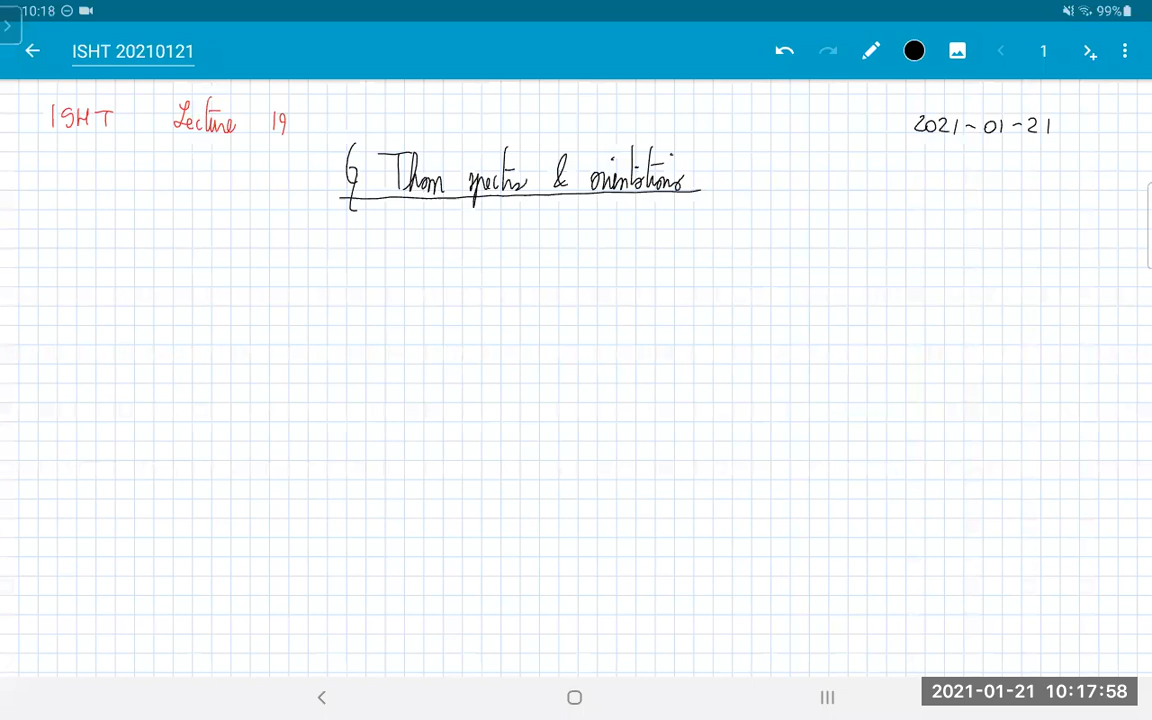 10:18 99%
ISHT 20210121
1
ISHT Lecture 19
2021-01-21
§ Thom spectra & orientations
2021-01-21 10:17:58